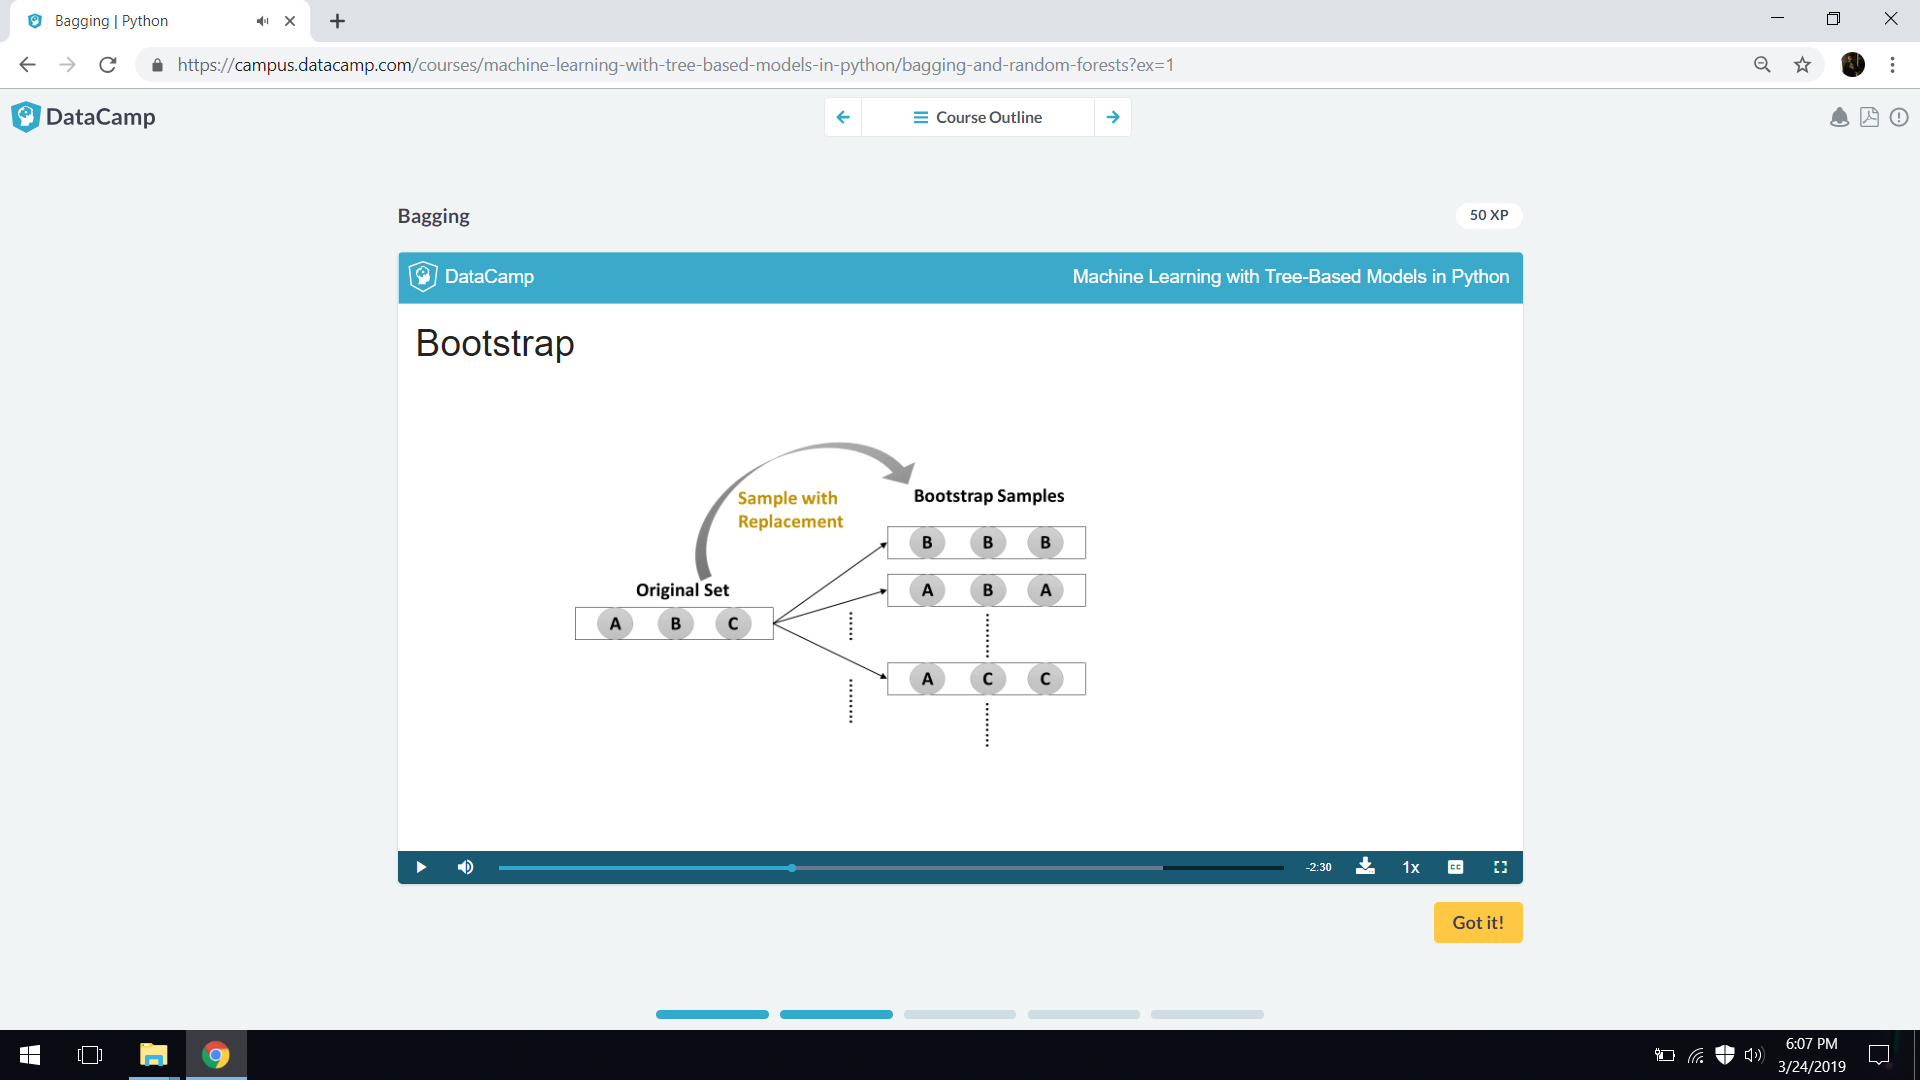 Bagging | Python
https://campus.datacamp.com/courses/machine-learning-with-tree-based-models-in-python/bagging-and-random-forests?ex=1
DataCamp
Course Outline
Bagging
50 XP
DataCamp
Machine Learning with Tree-Based Models in Python
Bootstrap
Sample with
Replacement
Bootstrap Samples
B B B
Original Set
A B A
A B C
A C C
-2:30
1x
CC
Got it!
6:07 PM
3/24/2019